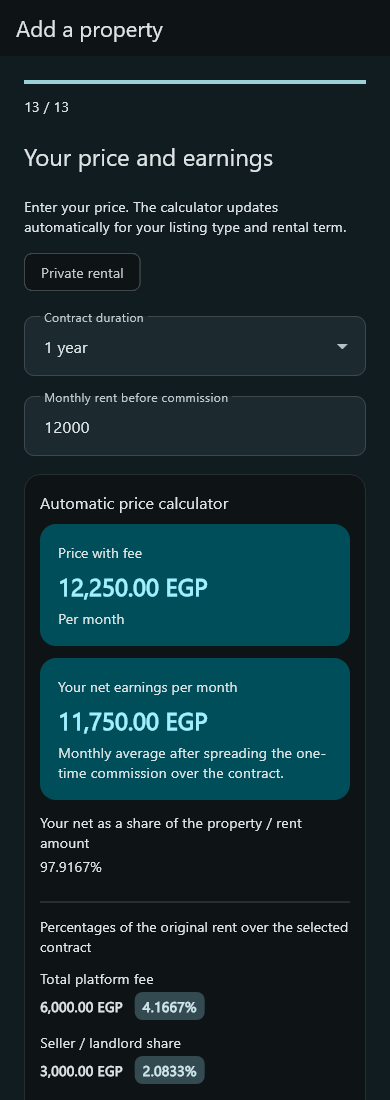 Add a property
13 / 13
Your price and earnings
Enter your price. The calculator updates
automatically for your listing type and rental term.
Private rental
Contract duration
1 year
Monthly rent before commission
12000
Automatic price calculator
Price with fee
12,250.00 EGP
Per month
Your net earnings per month
11,750.00 EGP
Monthly average after spreading the one-
time commission over the contract.
Your net as a share of the property / rent
amount
97.9167%
Percentages of the original rent over the selected
contract
Total platform fee
6,000.00 EGP 4.1667%
Seller / landlord share
3,000.00 EGP 2.0833%